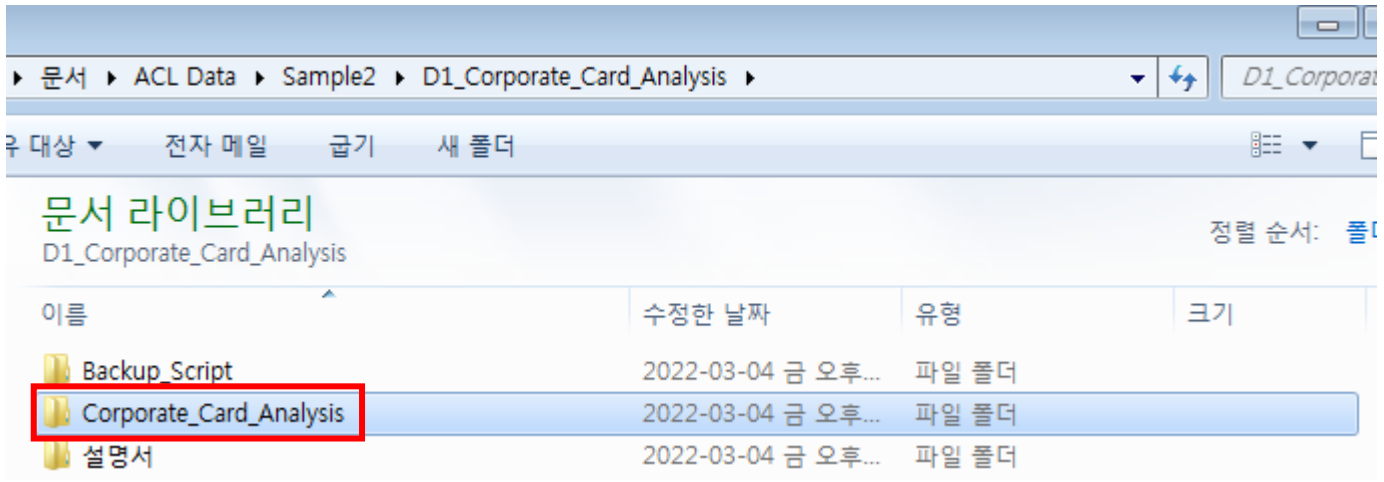 문서 ACL Data Sample2 D1_Corporate_Card_Analysis D1_Corporat
유 대상 전자 메일 굽기 새 폴더
문서 라이브러리
D1_Corporate_Card_Analysis
정렬 순서: 폴더
이름 수정한 날짜 유형 크기
Backup_Script 2022-03-04 금 오후... 파일 폴더
Corporate_Card_Analysis 2022-03-04 금 오후... 파일 폴더
설명서 2022-03-04 금 오후... 파일 폴더